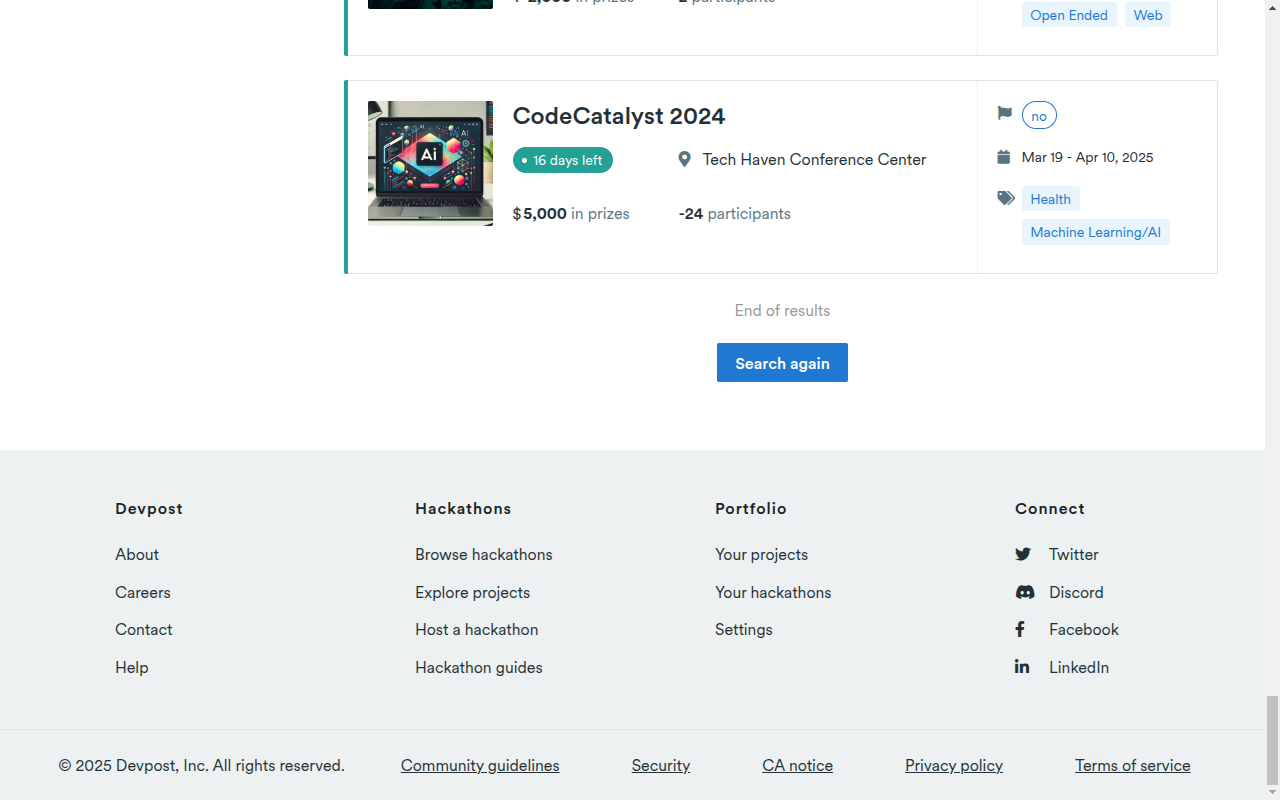 2,000 in prizes
2 participants
Open Ended
Web
CodeCatalyst 2024
16 days left
Tech Haven Conference Center
$5,000 in prizes
-24 participants
no
Mar 19 - Apr 10, 2025
Health
Machine Learning/AI
Ai
End of results
Search again
Devpost
About
Careers
Contact
Help
Hackathons
Browse hackathons
Explore projects
Host a hackathon
Hackathon guides
Portfolio
Your projects
Your hackathons
Settings
Connect
Twitter
Discord
Facebook
LinkedIn
© 2025 Devpost, Inc. All rights reserved.
Community guidelines
Security
CA notice
Privacy policy
Terms of service